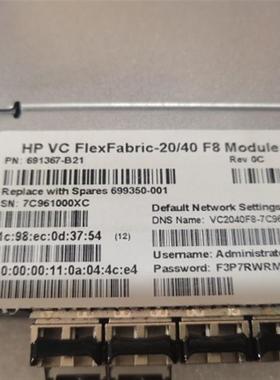 HP VC FlexFabric-20/40 F8 Module
PN: 691367-B21
Rev 0C
Replace with Spares 699350-001
SN: 7C961000XC
Default Network Settings
DNS Name: VC2040F8-7C96
1c:98:ec:0d:37:54 (12)
Username: Administrato
0:00:00:11:0a:04:4c:e4
Password: F3P7RWRM